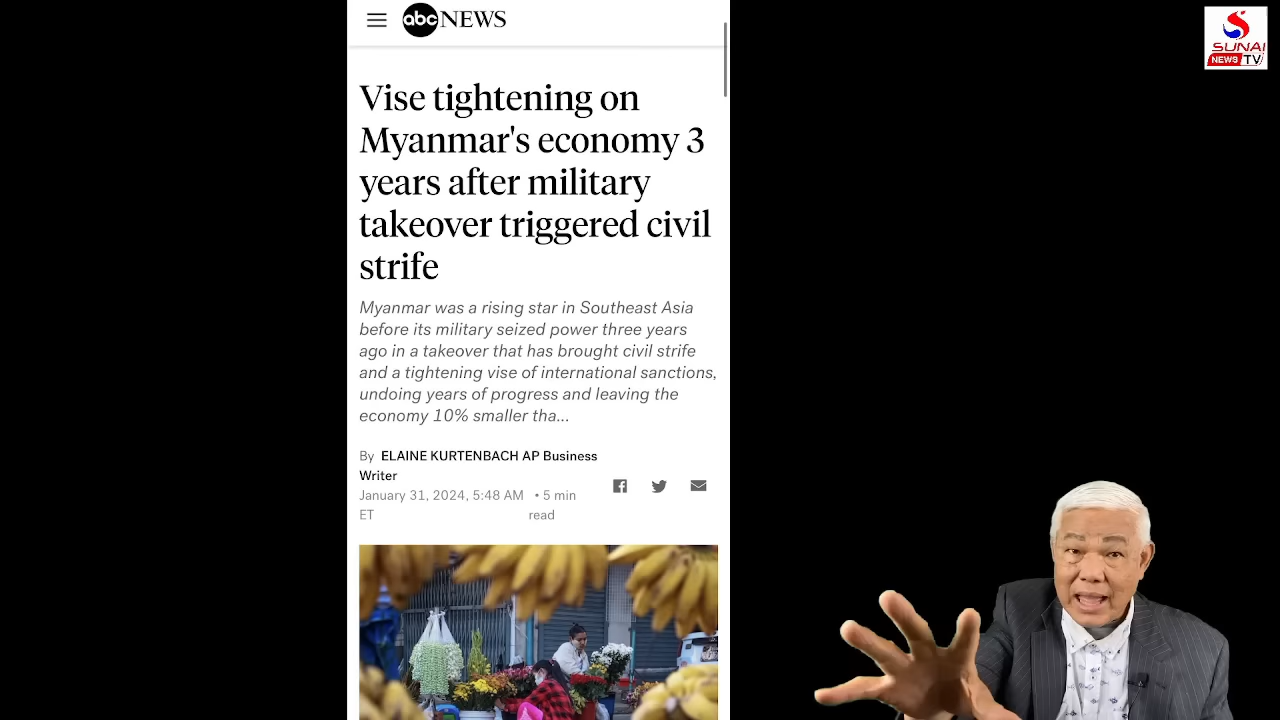 abc NEWS
SUNAI
NEWS TV
Vise tightening on
Myanmar's economy 3
years after military
takeover triggered civil
strife
Myanmar was a rising star in Southeast Asia
before its military seized power three years
ago in a takeover that has brought civil strife
and a tightening vise of international sanctions,
undoing years of progress and leaving the
economy 10% smaller tha...
By ELAINE KURTENBACH AP Business
Writer
January 31, 2024, 5:48 AM • 5 min
ET read